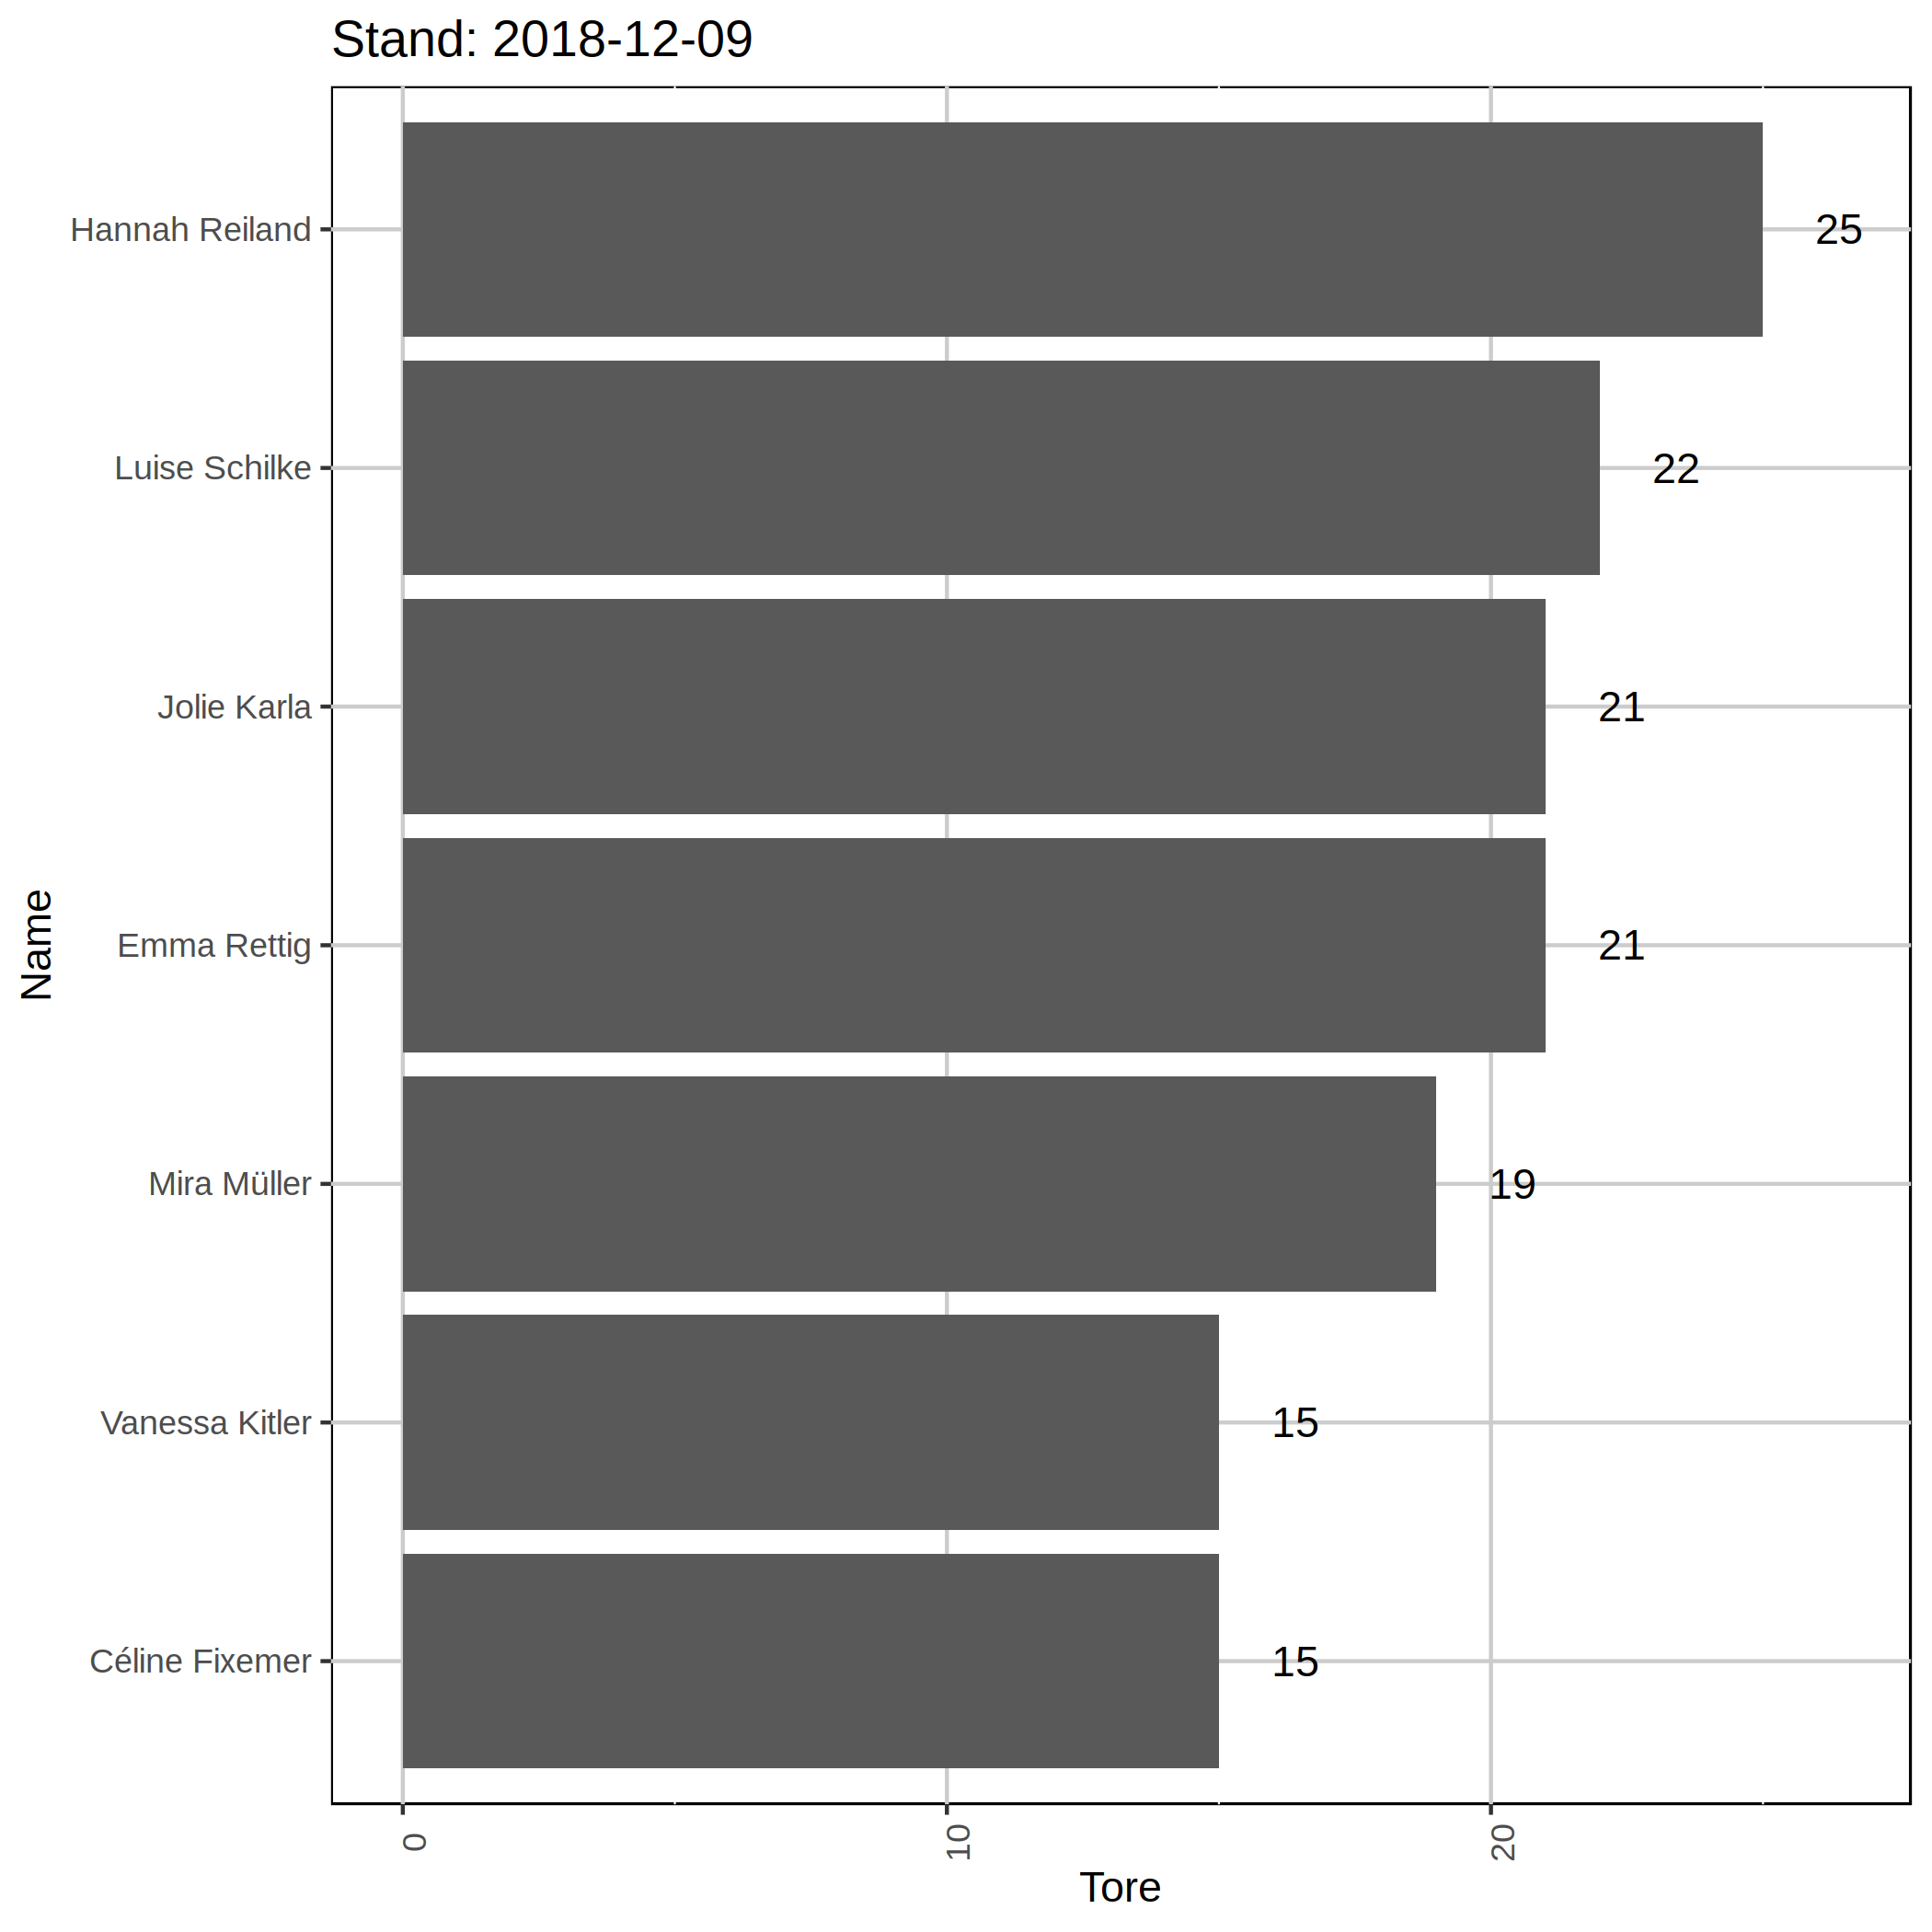 Stand: 2018-12-09
Hannah Reiland 25
Luise Schilke 22
Jolie Karla 21
Emma Rettig 21
Mira Müller 19
Vanessa Kitler 15
Céline Fixemer 15
Name
0 10 20
Tore